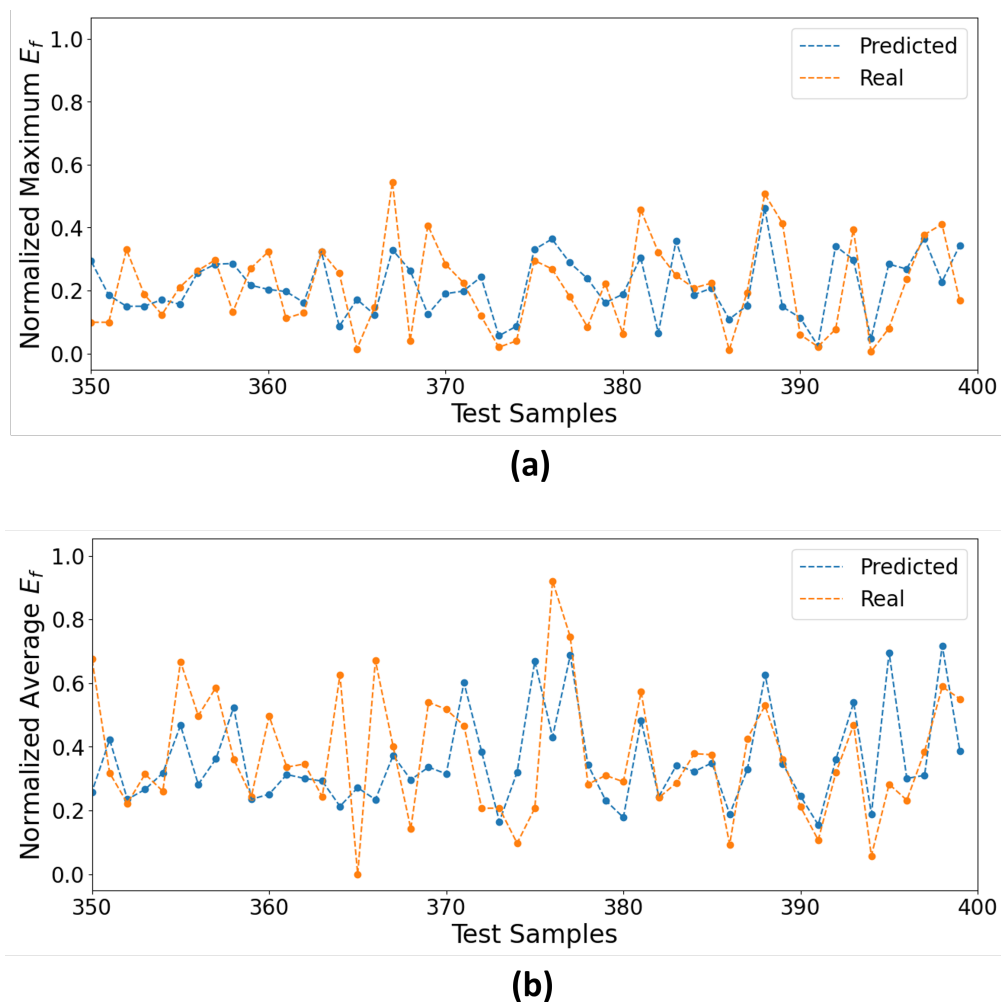 Normalized Maximum E_f
1.0
0.8
0.6
0.4
0.2
0.0
Predicted
Real
350
360
370
380
390
400
Test Samples
(a)
Normalized Average E_f
1.0
0.8
0.6
0.4
0.2
0.0
Predicted
Real
350
360
370
380
390
400
Test Samples
(b)